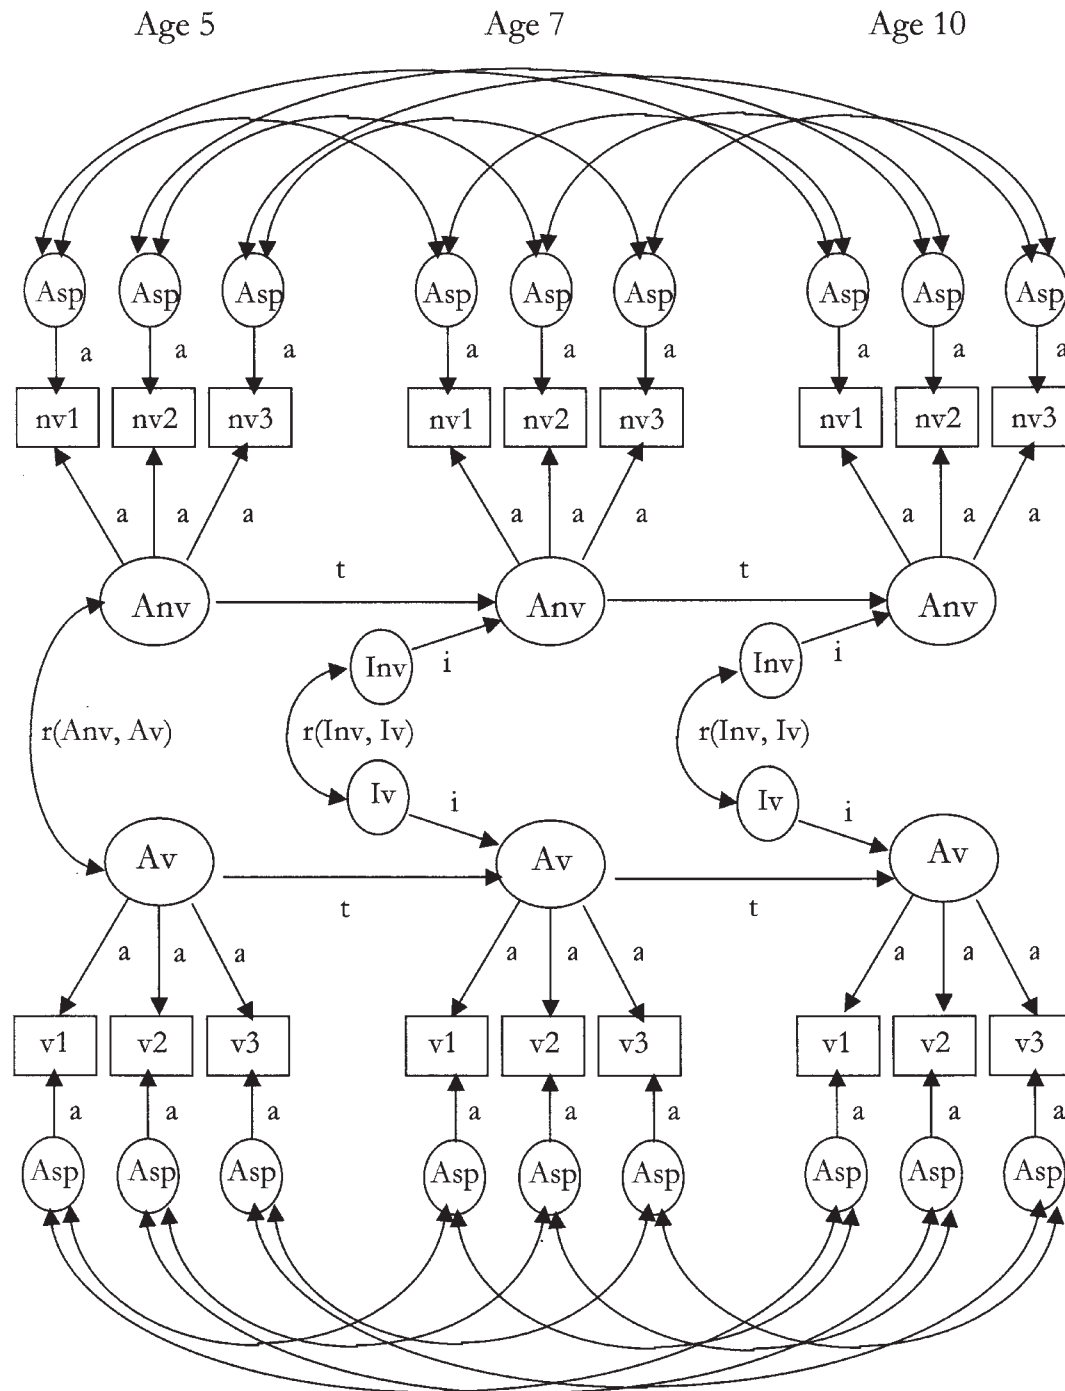 Age 5 Age 7 Age 10
Asp Asp Asp Asp Asp Asp Asp Asp Asp
a a a a a a a a a
nv1 nv2 nv3 nv1 nv2 nv3 nv1 nv2 nv3
a a a a a a a a a
t t
Anv Anv Anv
Inv i Inv i
r(Anv, Av) r(Inv, Iv) r(Inv, Iv)
Iv i Iv i
Av Av Av
t t
a a a a a a a a a
v1 v2 v3 v1 v2 v3 v1 v2 v3
a a a a a a a a a
Asp Asp Asp Asp Asp Asp Asp Asp Asp